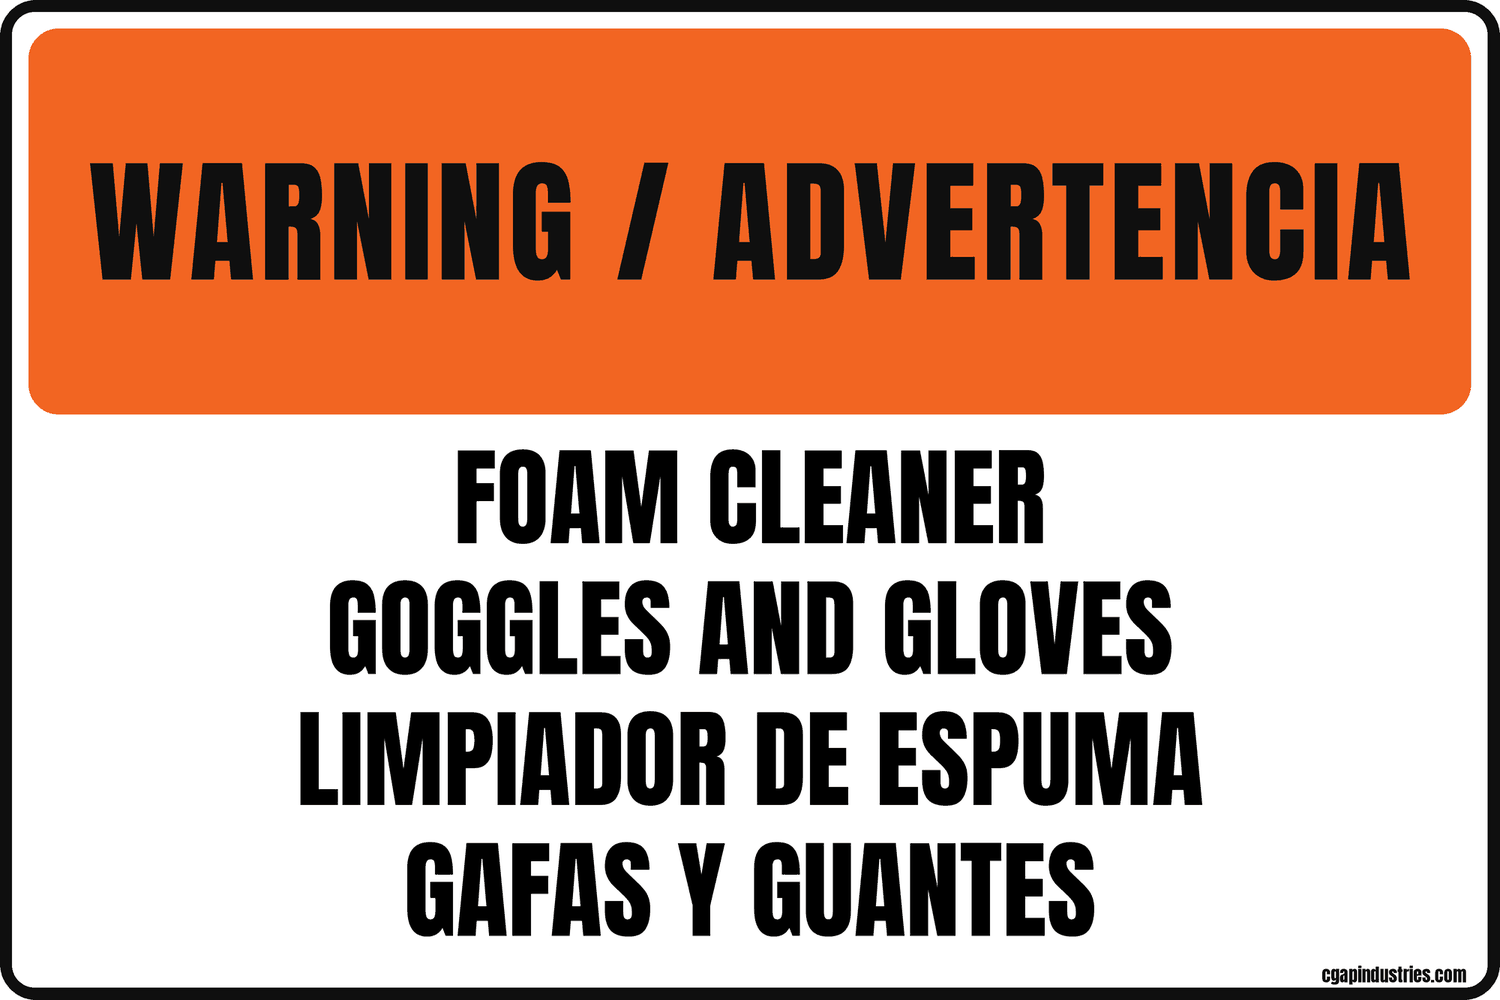 WARNING / ADVERTENCIA
FOAM CLEANER
GOGGLES AND GLOVES
LIMPIADOR DE ESPUMA
GAFAS Y GUANTES
cgapindustries.com